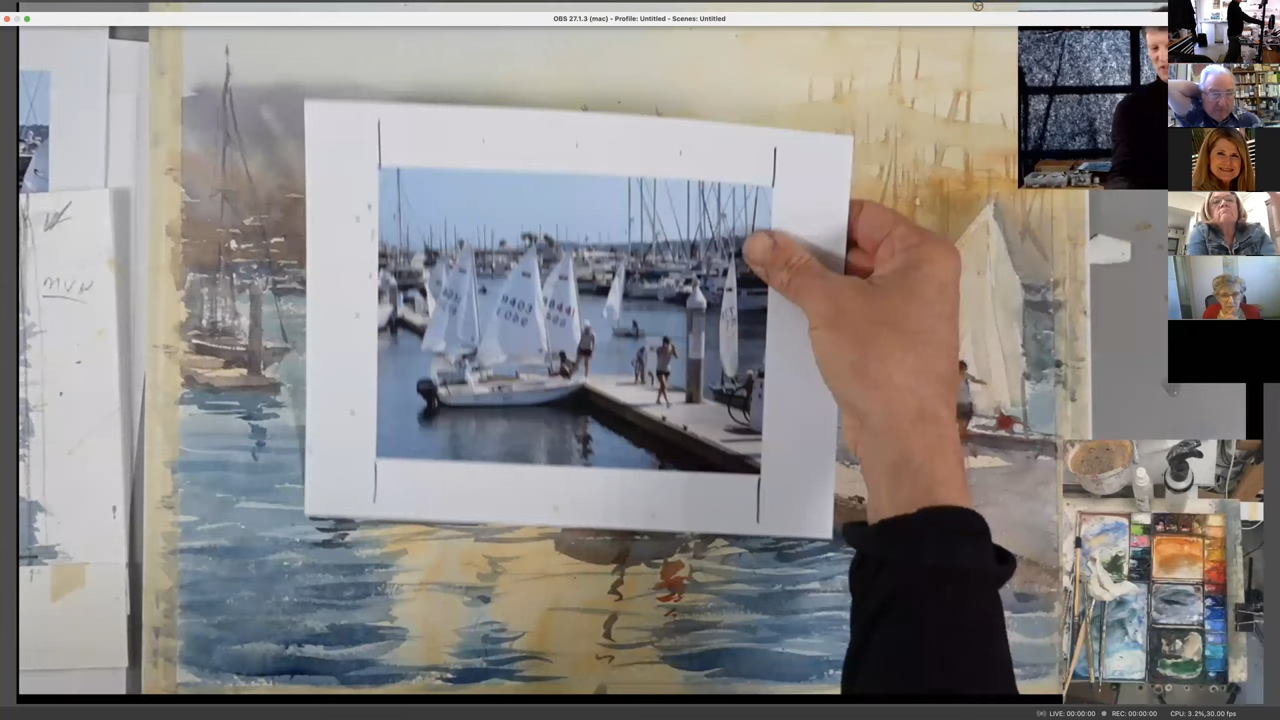 OBS 27.1.3 (mac) - Profile: Untitled - Scenes: Untitled
9403
LIVE: 00:00:00
REC: 00:00:00
CPU: 3.2%,30.00 fps